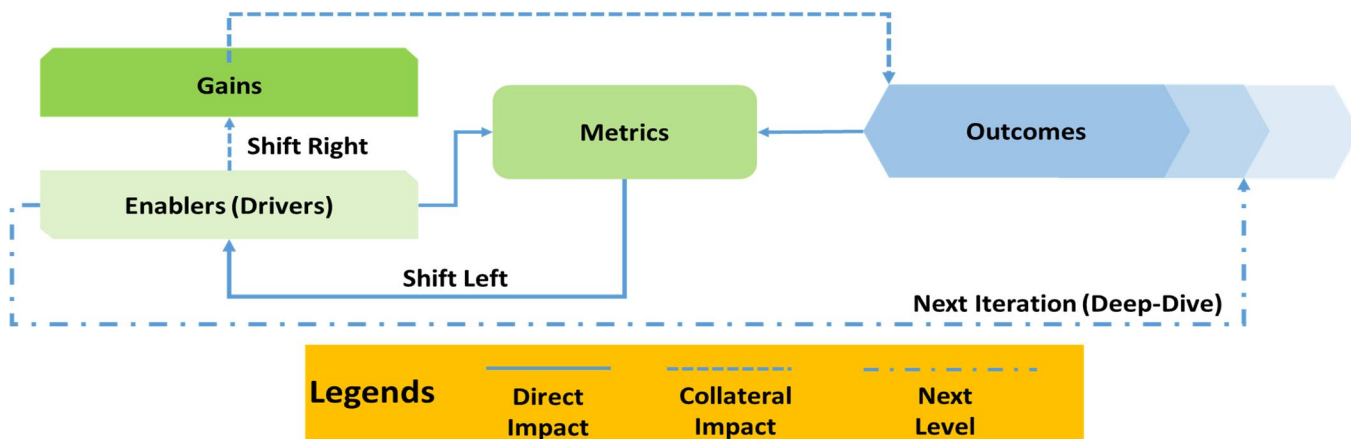 Gains
Shift Right
Metrics
Outcomes
Enablers (Drivers)
Shift Left
Next Iteration (Deep-Dive)
Legends
Direct
Impact
Collateral
Impact
Next
Level